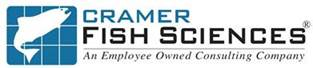 CRAMER
FISH SCIENCES®
An Employee Owned Consulting Company